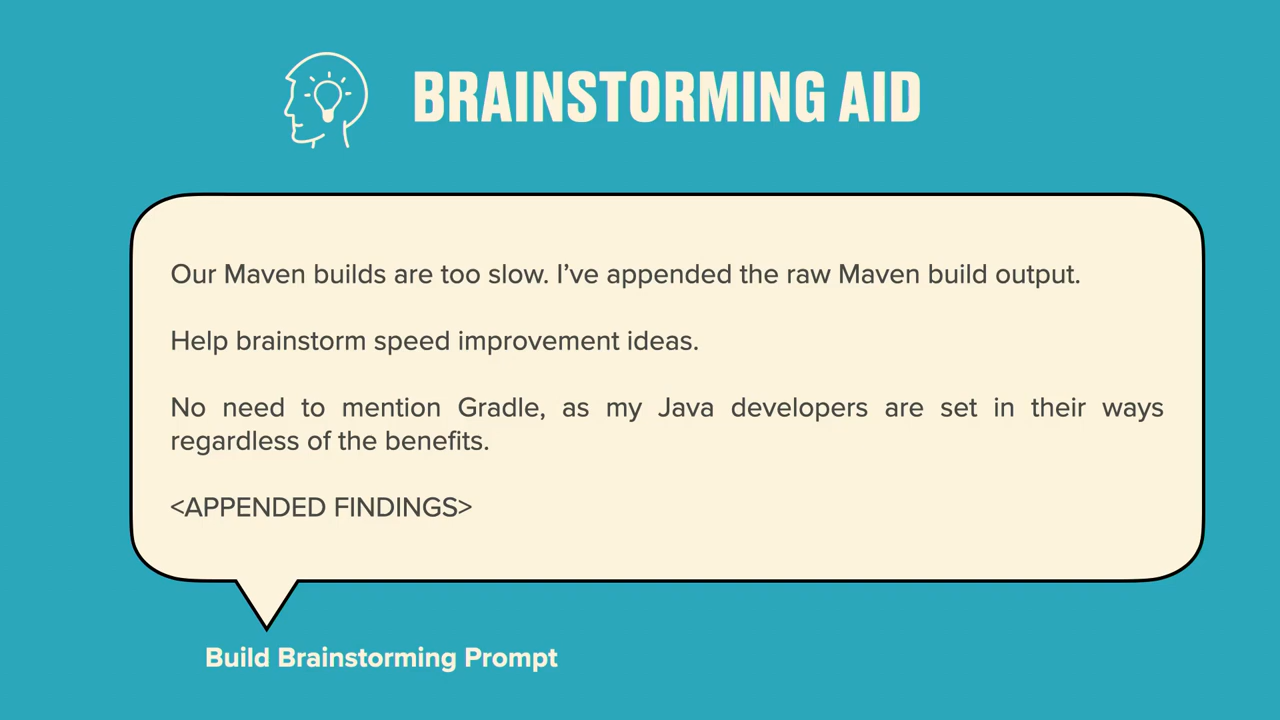 BRAINSTORMING AID
Our Maven builds are too slow. I’ve appended the raw Maven build output.
Help brainstorm speed improvement ideas.
No need to mention Gradle, as my Java developers are set in their ways
regardless of the benefits.
<APPENDED FINDINGS>
Build Brainstorming Prompt